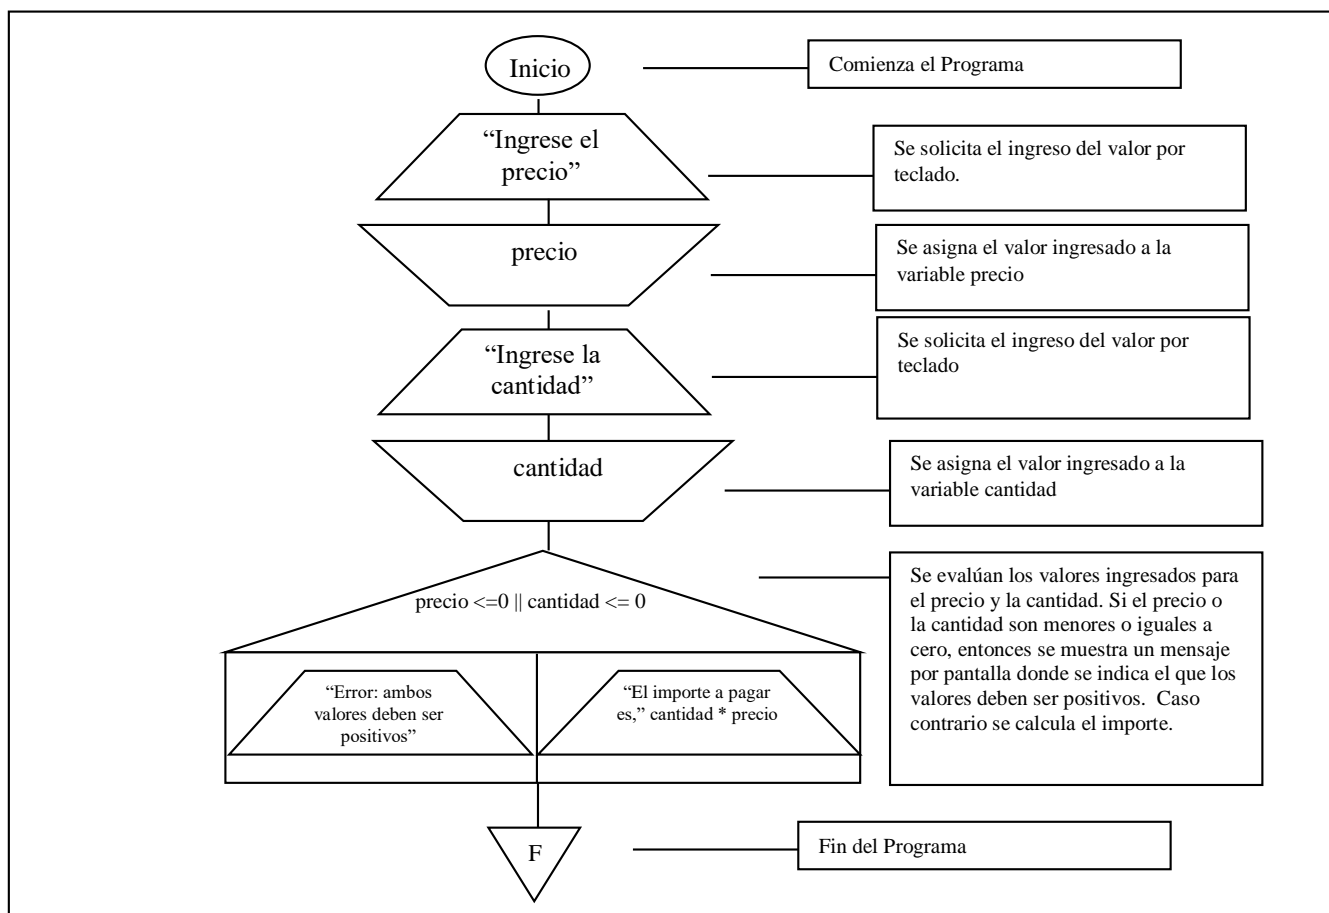 Inicio
Comienza el Programa
“Ingrese el
precio”
Se solicita el ingreso del valor por
teclado.
precio
Se asigna el valor ingresado a la
variable precio
“Ingrese la
cantidad”
Se solicita el ingreso del valor por
teclado
cantidad
Se asigna el valor ingresado a la
variable cantidad
precio <=0 || cantidad <= 0
Se evalúan los valores ingresados para
el precio y la cantidad. Si el precio o
la cantidad son menores o iguales a
cero, entonces se muestra un mensaje
por pantalla donde se indica el que los
valores deben ser positivos.  Caso
contrario se calcula el importe.
“Error: ambos
valores deben ser
positivos”
“El importe a pagar
es,” cantidad * precio
F
Fin del Programa